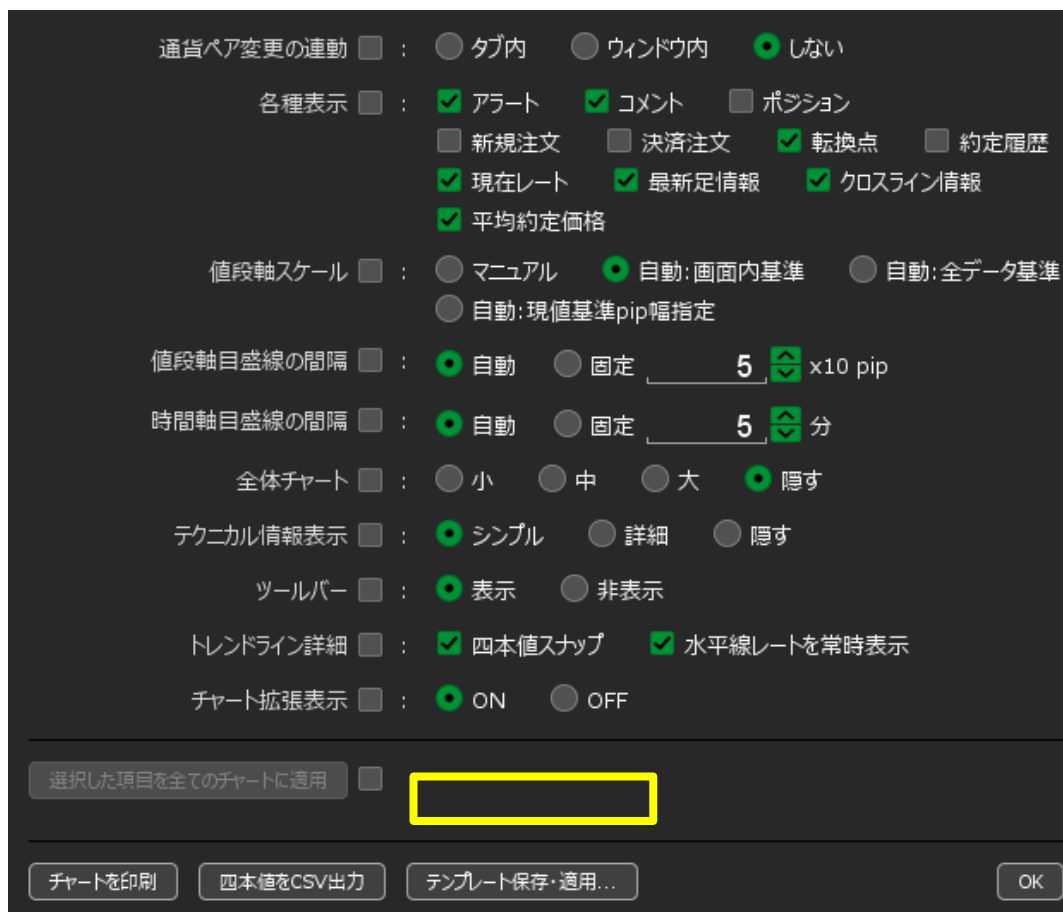 通貨ペア変更の連動 : タブ内 ウィンドウ内 しない
各種表示 : アラート コメント ポジション
新規注文 決済注文 転換点 約定履歴
現在レート 最新足情報 クロスライン情報
平均約定価格
値段軸スケール : マニュアル 自動:画面内基準 自動:全データ基準
自動:現値基準pip幅指定
値段軸目盛線の間隔 : 自動 固定 5 x10 pip
時間軸目盛線の間隔 : 自動 固定 5 分
全体チャート : 小 中 大 隠す
テクニカル情報表示 : シンプル 詳細 隠す
ツールバー : 表示 非表示
トレンドライン詳細 : 四本値スナップ 水平線レートを常時表示
チャート拡張表示 : ON OFF
選択した項目を全てのチャートに適用
チャートを印刷 四本値をCSV出力 テンプレート保存・適用... OK